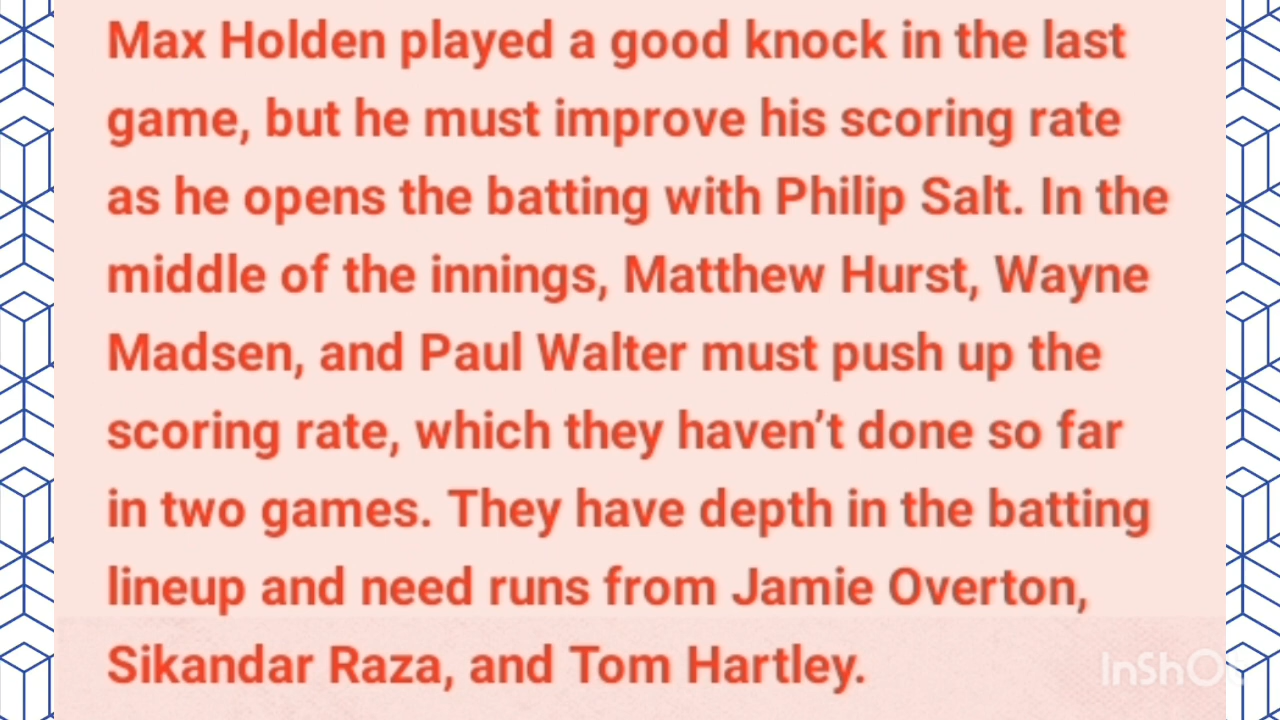 Max Holden played a good knock in the last
game, but he must improve his scoring rate
as he opens the batting with Philip Salt. In the
middle of the innings, Matthew Hurst, Wayne
Madsen, and Paul Walter must push up the
scoring rate, which they haven’t done so far
in two games. They have depth in the batting
lineup and need runs from Jamie Overton,
Sikandar Raza, and Tom Hartley.
InShOt